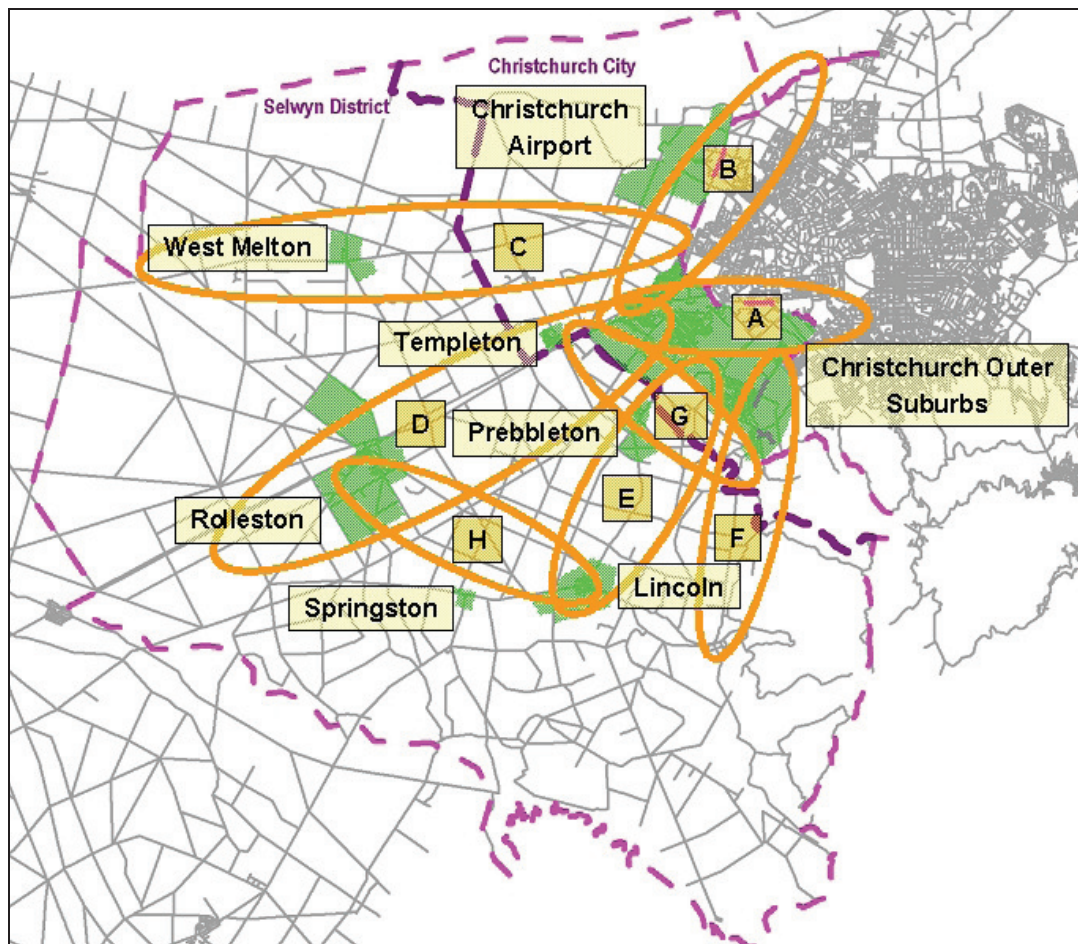 Christchurch City
Selwyn District
Christchurch
Airport
B
West Melton
C
A
Templeton
Christchurch Outer
Suburbs
D
Prebbleton
G
Rolleston
E
H
F
Springston
Lincoln